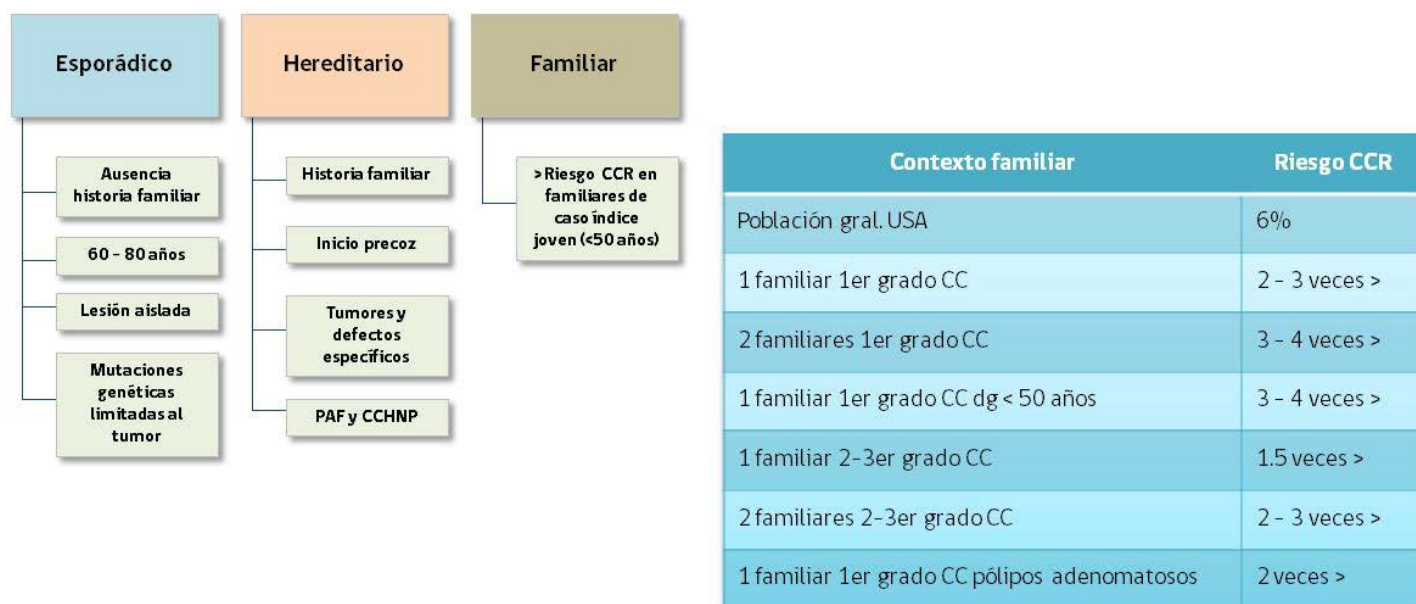 Esporádico
Ausencia
historia familiar
60 - 80 años
Lesión aislada
Mutaciones
genéticas
limitadas al
tumor
Hereditario
Historia familiar
Inicio precoz
Tumores y
defectos
específicos
PAF y CCHNP
Familiar
>Riesgo CCR en
familiares de
caso índice
joven (<50 años)
Contexto familiar Riesgo CCR
Población gral. USA 6%
1 familiar 1er grado CC 2 - 3 veces >
2 familiares 1er grado CC 3 - 4 veces >
1 familiar 1er grado CC dg < 50 años 3 - 4 veces >
1 familiar 2-3er grado CC 1.5 veces >
2 familiares 2-3er grado CC 2 - 3 veces >
1 familiar 1er grado CC pólipos adenomatosos 2 veces >